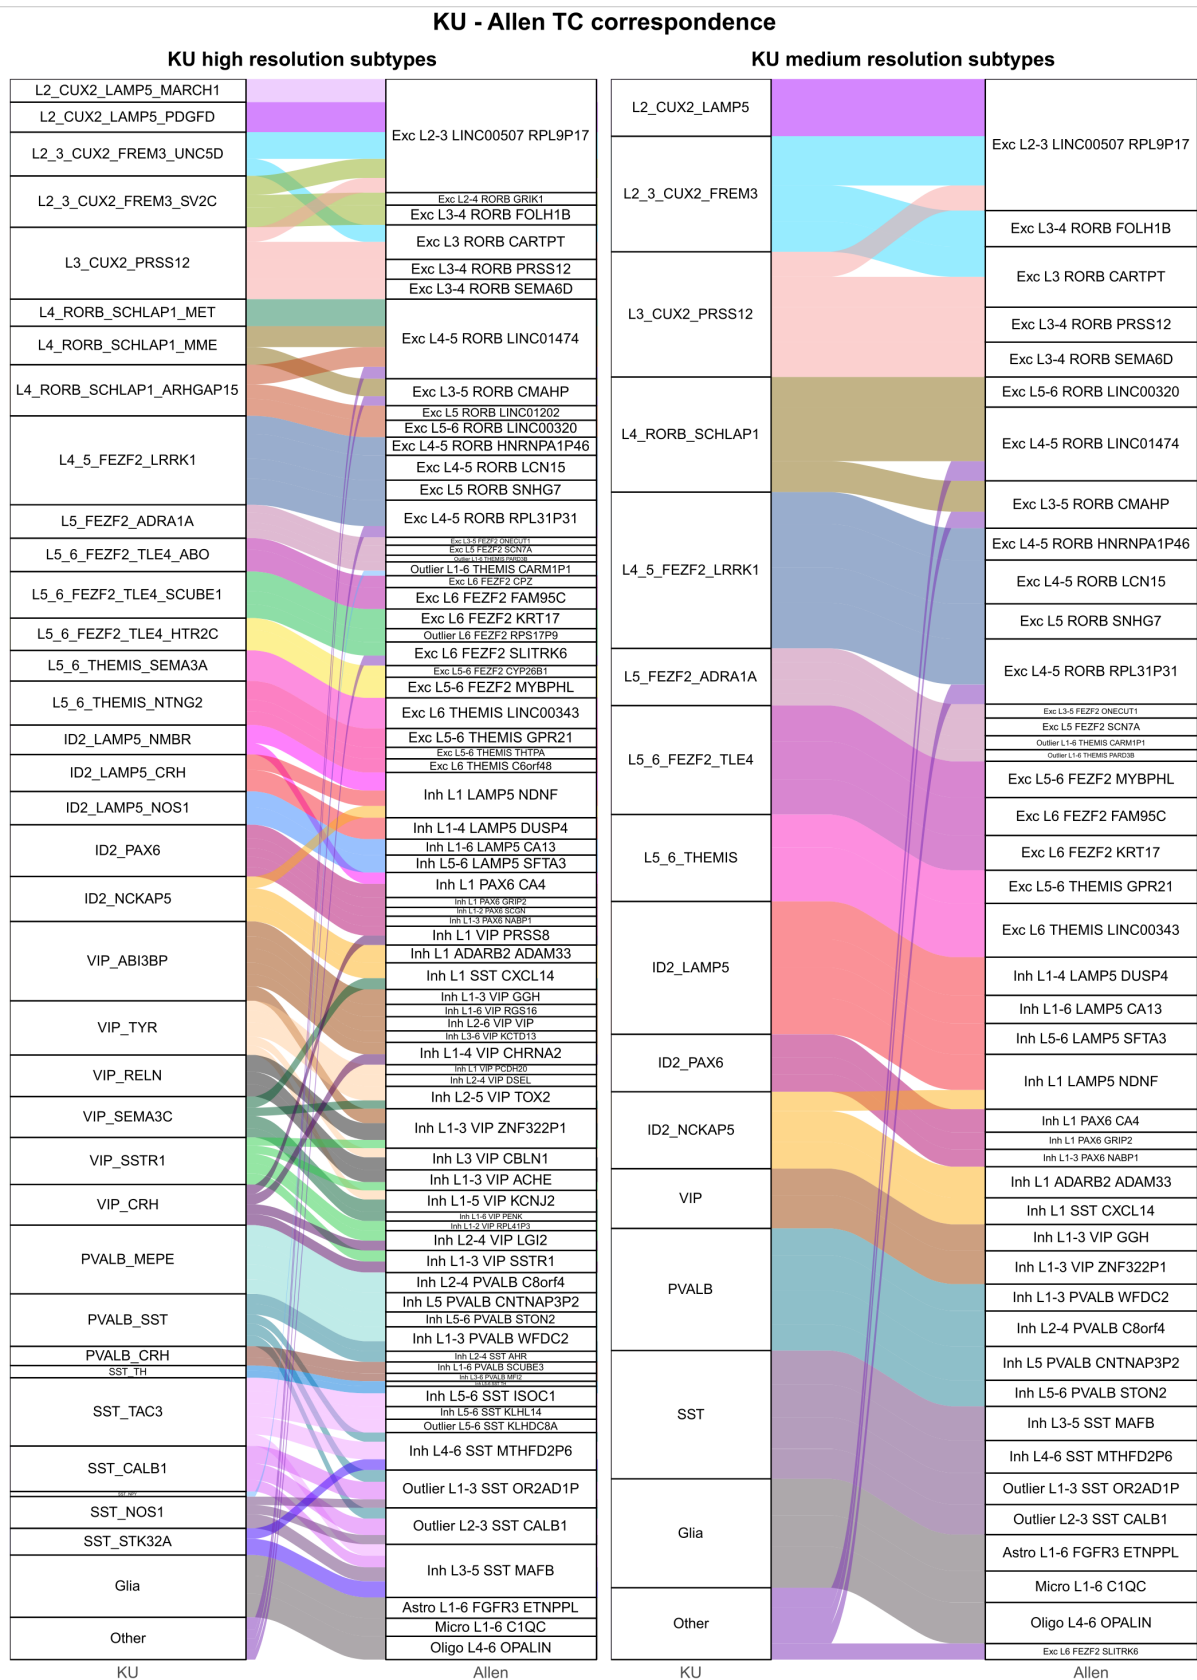 KU - Allen TC correspondence
KU high resolution subtypes
L2_CUX2_LAMP5_MARCH1
L2_CUX2_LAMP5_PDGFD
L2_3_CUX2_FREM3_UNC5D
L2_3_CUX2_FREM3_SV2C
L3_CUX2_PRSS12
L4_RORB_SCHLAP1_MET
L4_RORB_SCHLAP1_MME
L4_RORB_SCHLAP1_ARHGAP15
L4_5_FEZF2_LRRK1
L5_FEZF2_ADRA1A
L5_6_FEZF2_TLE4_ABO
L5_6_FEZF2_TLE4_SCUBE1
L5_6_FEZF2_TLE4_HTR2C
L5_6_THEMIS_SEMA3A
L5_6_THEMIS_NTNG2
ID2_LAMP5_NMBR
ID2_LAMP5_CRH
ID2_LAMP5_NOS1
ID2_PAX6
ID2_NCKAP5
VIP_ABI3BP
VIP_TYR
VIP_RELN
VIP_SEMA3C
VIP_SSTR1
VIP_CRH
PVALB_MEPE
PVALB_SST
PVALB_CRH
SST_TH
SST_TAC3
SST_CALB1
SST_NPY
SST_NOS1
SST_STK32A
Glia
Other
KU
Exc L2-3 LINC00507 RPL9P17
Exc L2-4 RORB GRIK1
Exc L3-4 RORB FOLH1B
Exc L3 RORB CARTPT
Exc L3-4 RORB PRSS12
Exc L3-4 RORB SEMA6D
Exc L4-5 RORB LINC01474
Exc L3-5 RORB CMAHP
Exc L5 RORB LINC01202
Exc L5-6 RORB LINC00320
Exc L4-5 RORB HNRNPA1P46
Exc L4-5 RORB LCN15
Exc L5 RORB SNHG7
Exc L4-5 RORB RPL31P31
Exc L3-5 FEZF2 ONECUT1
Exc L5 FEZF2 SCN7A
Outlier L1-6 THEMIS PARD3B
Outlier L1-6 THEMIS CARM1P1
Exc L6 FEZF2 CPZ
Exc L6 FEZF2 FAM95C
Exc L6 FEZF2 KRT17
Outlier L6 FEZF2 RPS17P9
Exc L6 FEZF2 SLITRK6
Exc L5-6 FEZF2 CYP26B1
Exc L5-6 FEZF2 MYBPHL
Exc L6 THEMIS LINC00343
Exc L5-6 THEMIS GPR21
Exc L5-6 THEMIS THTPA
Exc L6 THEMIS C6orf48
Inh L1 LAMP5 NDNF
Inh L1-4 LAMP5 DUSP4
Inh L1-6 LAMP5 CA13
Inh L5-6 LAMP5 SFTA3
Inh L1 PAX6 CA4
Inh L1 PAX6 GRIP2
Inh L1-2 PAX6 SCGN
Inh L1-3 PAX6 NABP1
Inh L1 VIP PRSS8
Inh L1 ADARB2 ADAM33
Inh L1 SST CXCL14
Inh L1-3 VIP GGH
Inh L1-6 VIP RGS16
Inh L2-6 VIP VIP
Inh L3-6 VIP KCTD13
Inh L1-4 VIP CHRNA2
Inh L1 VIP PCDH20
Inh L2-4 VIP DSEL
Inh L2-5 VIP TOX2
Inh L1-3 VIP ZNF322P1
Inh L3 VIP CBLN1
Inh L1-3 VIP ACHE
Inh L1-5 VIP KCNJ2
Inh L1-6 VIP PENK
Inh L1-2 VIP RPL41P3
Inh L2-4 VIP LGI2
Inh L1-3 VIP SSTR1
Inh L2-4 PVALB C8orf4
Inh L5 PVALB CNTNAP3P2
Inh L5-6 PVALB STON2
Inh L1-3 PVALB WFDC2
Inh L2-4 SST AHR
Inh L1-6 PVALB SCUBE3
Inh L3-6 PVALB MFI2
Inh L5-6 SST TH
Inh L5-6 SST ISOC1
Inh L5-6 SST KLHL14
Outlier L5-6 SST KLHDC8A
Inh L4-6 SST MTHFD2P6
Outlier L1-3 SST OR2AD1P
Outlier L2-3 SST CALB1
Inh L3-5 SST MAFB
Astro L1-6 FGFR3 ETNPPL
Micro L1-6 C1QC
Oligo L4-6 OPALIN
Allen
KU medium resolution subtypes
L2_CUX2_LAMP5
L2_3_CUX2_FREM3
L3_CUX2_PRSS12
L4_RORB_SCHLAP1
L4_5_FEZF2_LRRK1
L5_FEZF2_ADRA1A
L5_6_FEZF2_TLE4
L5_6_THEMIS
ID2_LAMP5
ID2_PAX6
ID2_NCKAP5
VIP
PVALB
SST
Glia
Other
KU
Exc L2-3 LINC00507 RPL9P17
Exc L3-4 RORB FOLH1B
Exc L3 RORB CARTPT
Exc L3-4 RORB PRSS12
Exc L3-4 RORB SEMA6D
Exc L5-6 RORB LINC00320
Exc L4-5 RORB LINC01474
Exc L3-5 RORB CMAHP
Exc L4-5 RORB HNRNPA1P46
Exc L4-5 RORB LCN15
Exc L5 RORB SNHG7
Exc L4-5 RORB RPL31P31
Exc L3-5 FEZF2 ONECUT1
Exc L5 FEZF2 SCN7A
Outlier L1-6 THEMIS CARM1P1
Outlier L1-6 THEMIS PARD3B
Exc L5-6 FEZF2 MYBPHL
Exc L6 FEZF2 FAM95C
Exc L6 FEZF2 KRT17
Exc L5-6 THEMIS GPR21
Exc L6 THEMIS LINC00343
Inh L1-4 LAMP5 DUSP4
Inh L1-6 LAMP5 CA13
Inh L5-6 LAMP5 SFTA3
Inh L1 LAMP5 NDNF
Inh L1 PAX6 CA4
Inh L1 PAX6 GRIP2
Inh L1-3 PAX6 NABP1
Inh L1 ADARB2 ADAM33
Inh L1 SST CXCL14
Inh L1-3 VIP GGH
Inh L1-3 VIP ZNF322P1
Inh L1-3 PVALB WFDC2
Inh L2-4 PVALB C8orf4
Inh L5 PVALB CNTNAP3P2
Inh L5-6 PVALB STON2
Inh L3-5 SST MAFB
Inh L4-6 SST MTHFD2P6
Outlier L1-3 SST OR2AD1P
Outlier L2-3 SST CALB1
Astro L1-6 FGFR3 ETNPPL
Micro L1-6 C1QC
Oligo L4-6 OPALIN
Exc L6 FEZF2 SLITRK6
Allen